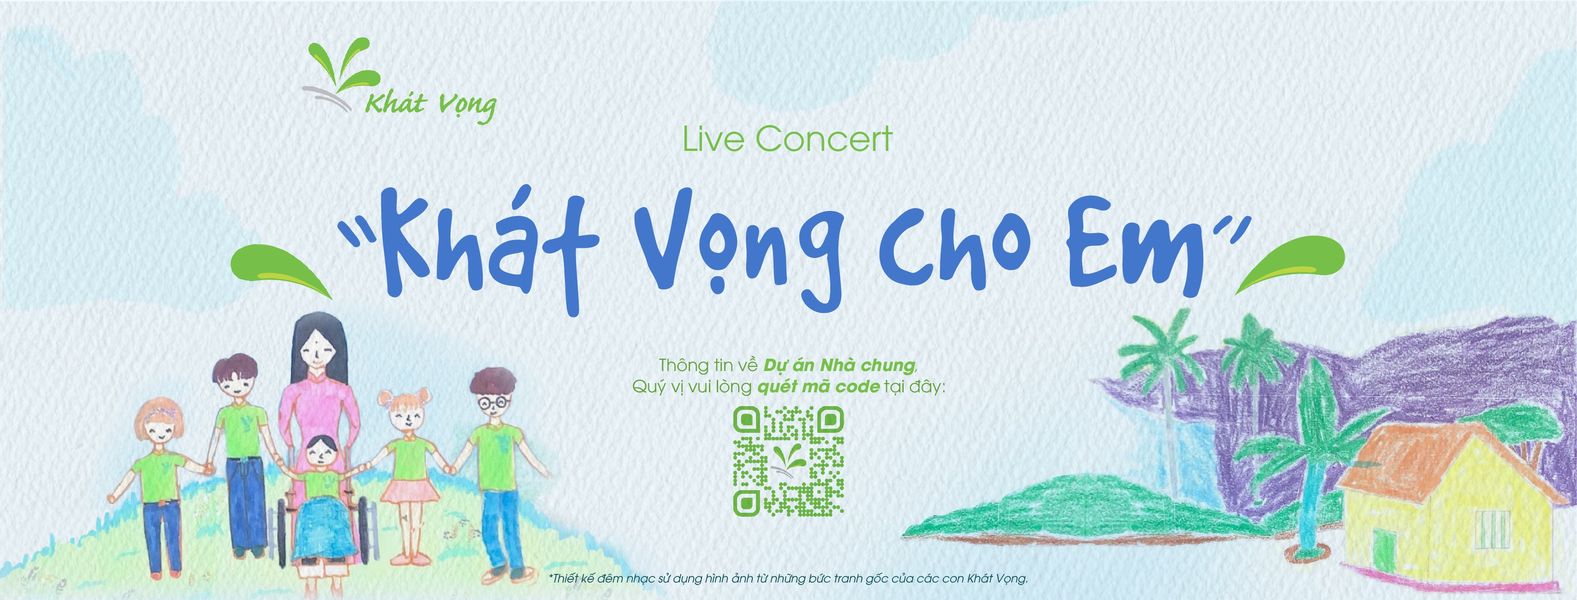 Khát Vọng
Live Concert
“Khát Vọng Cho Em”
Thông tin về Dự án Nhà chung,
Quý vị vui lòng quét mã code tại đây:
*Thiết kế đêm nhạc sử dụng hình ảnh từ những bức tranh gốc của các con Khát Vọng.